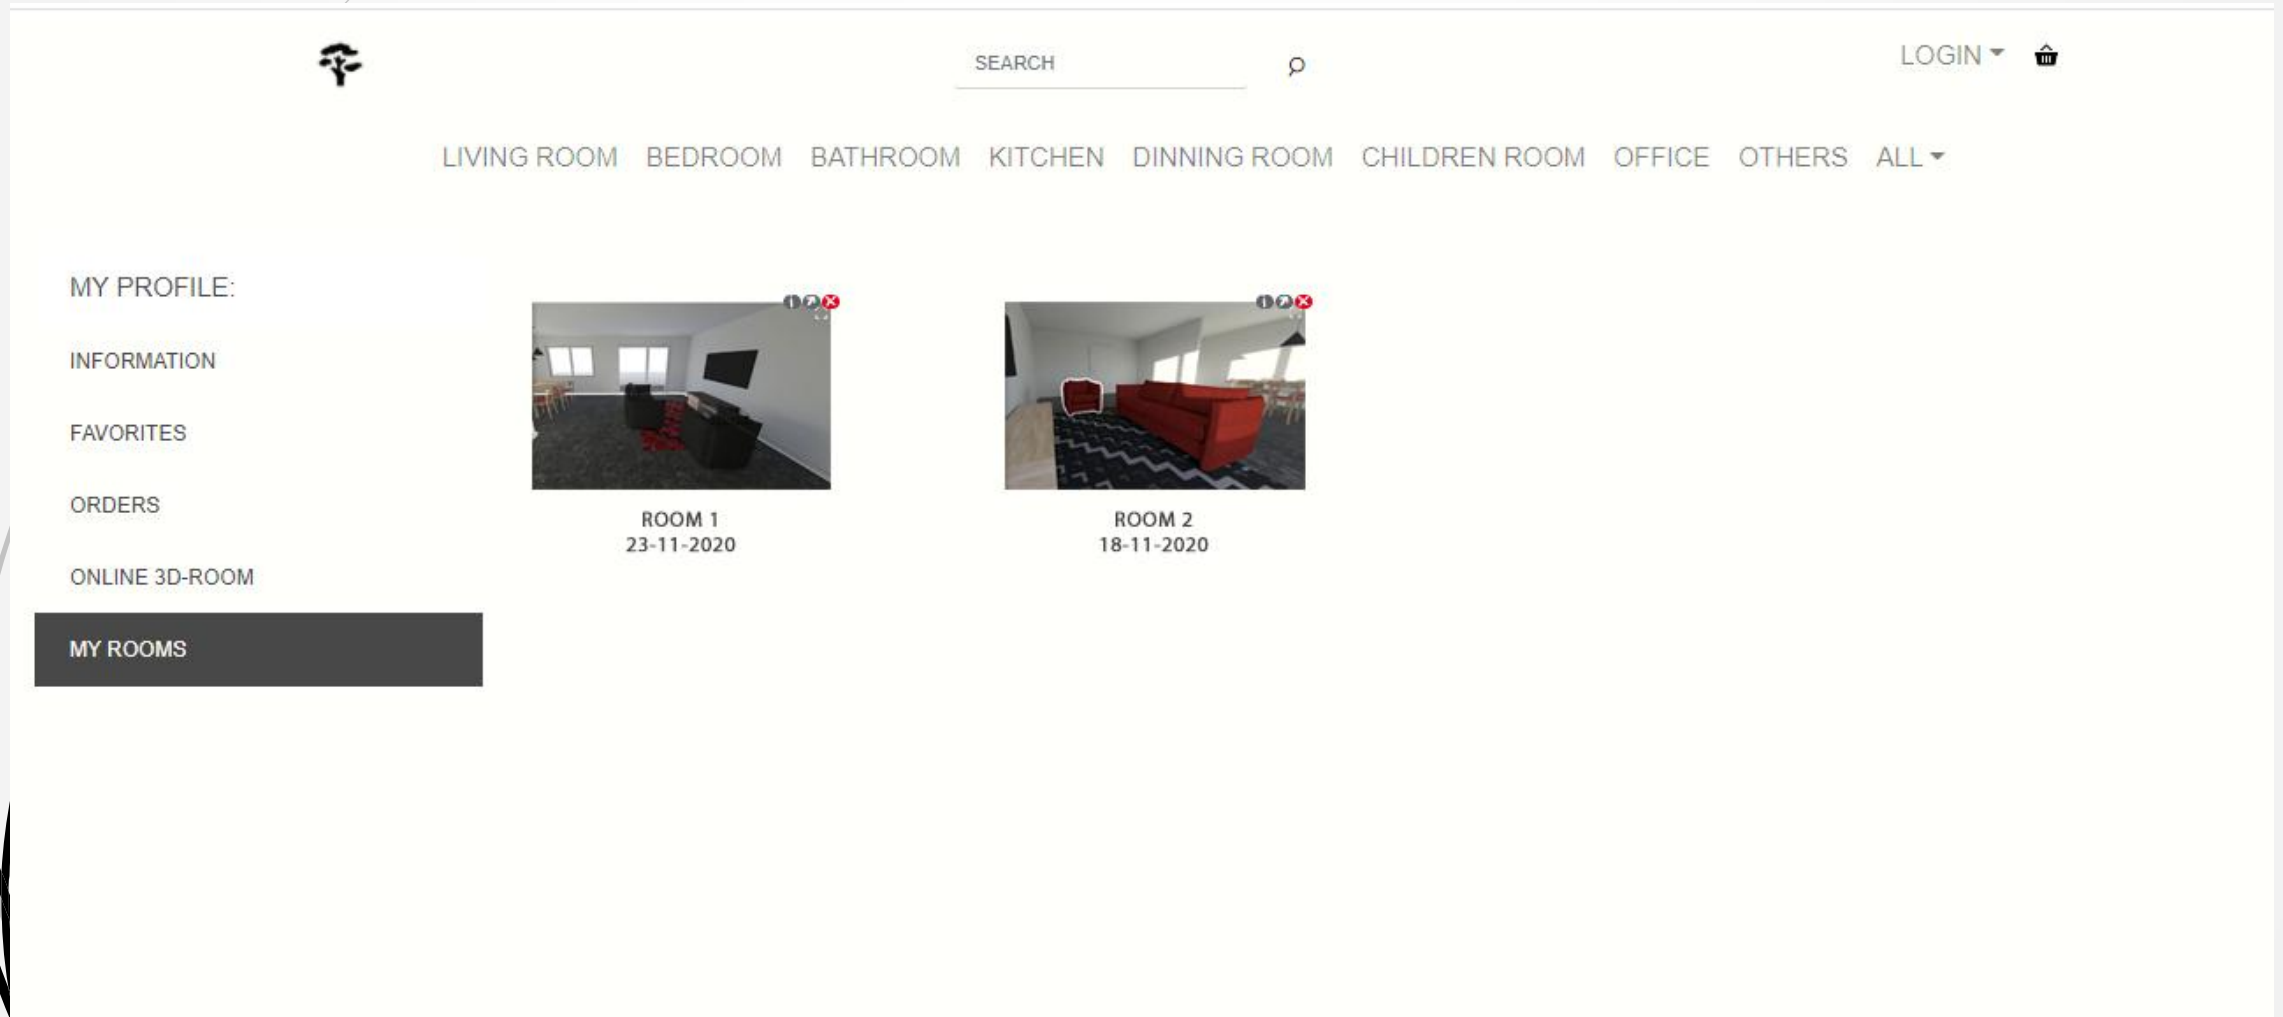 SEARCH
LOGIN
LIVING ROOM BEDROOM BATHROOM KITCHEN DINNING ROOM CHILDREN ROOM OFFICE OTHERS ALL
MY PROFILE:
INFORMATION
FAVORITES
ORDERS
ONLINE 3D-ROOM
MY ROOMS
ROOM 1
23-11-2020
ROOM 2
18-11-2020